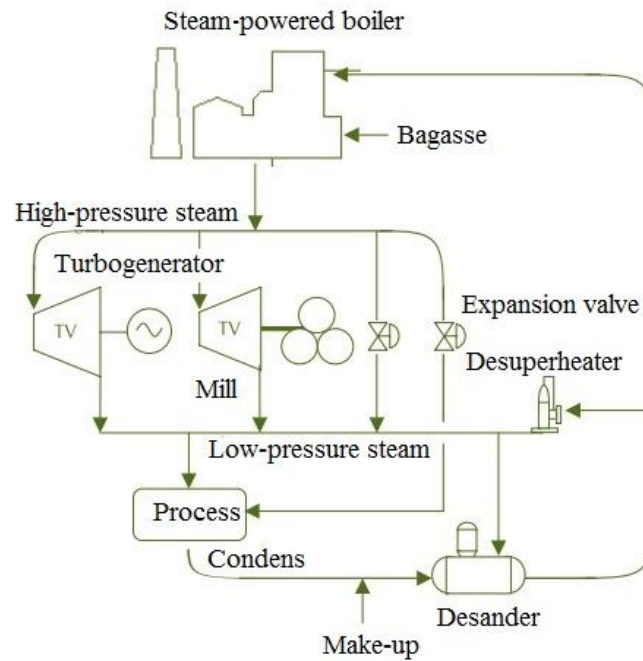 Steam-powered boiler
Bagasse
High-pressure steam
Turbogenerator
TV
TV
Expansion valve
Desuperheater
Mill
Low-pressure steam
Process
Condens
Desander
Make-up